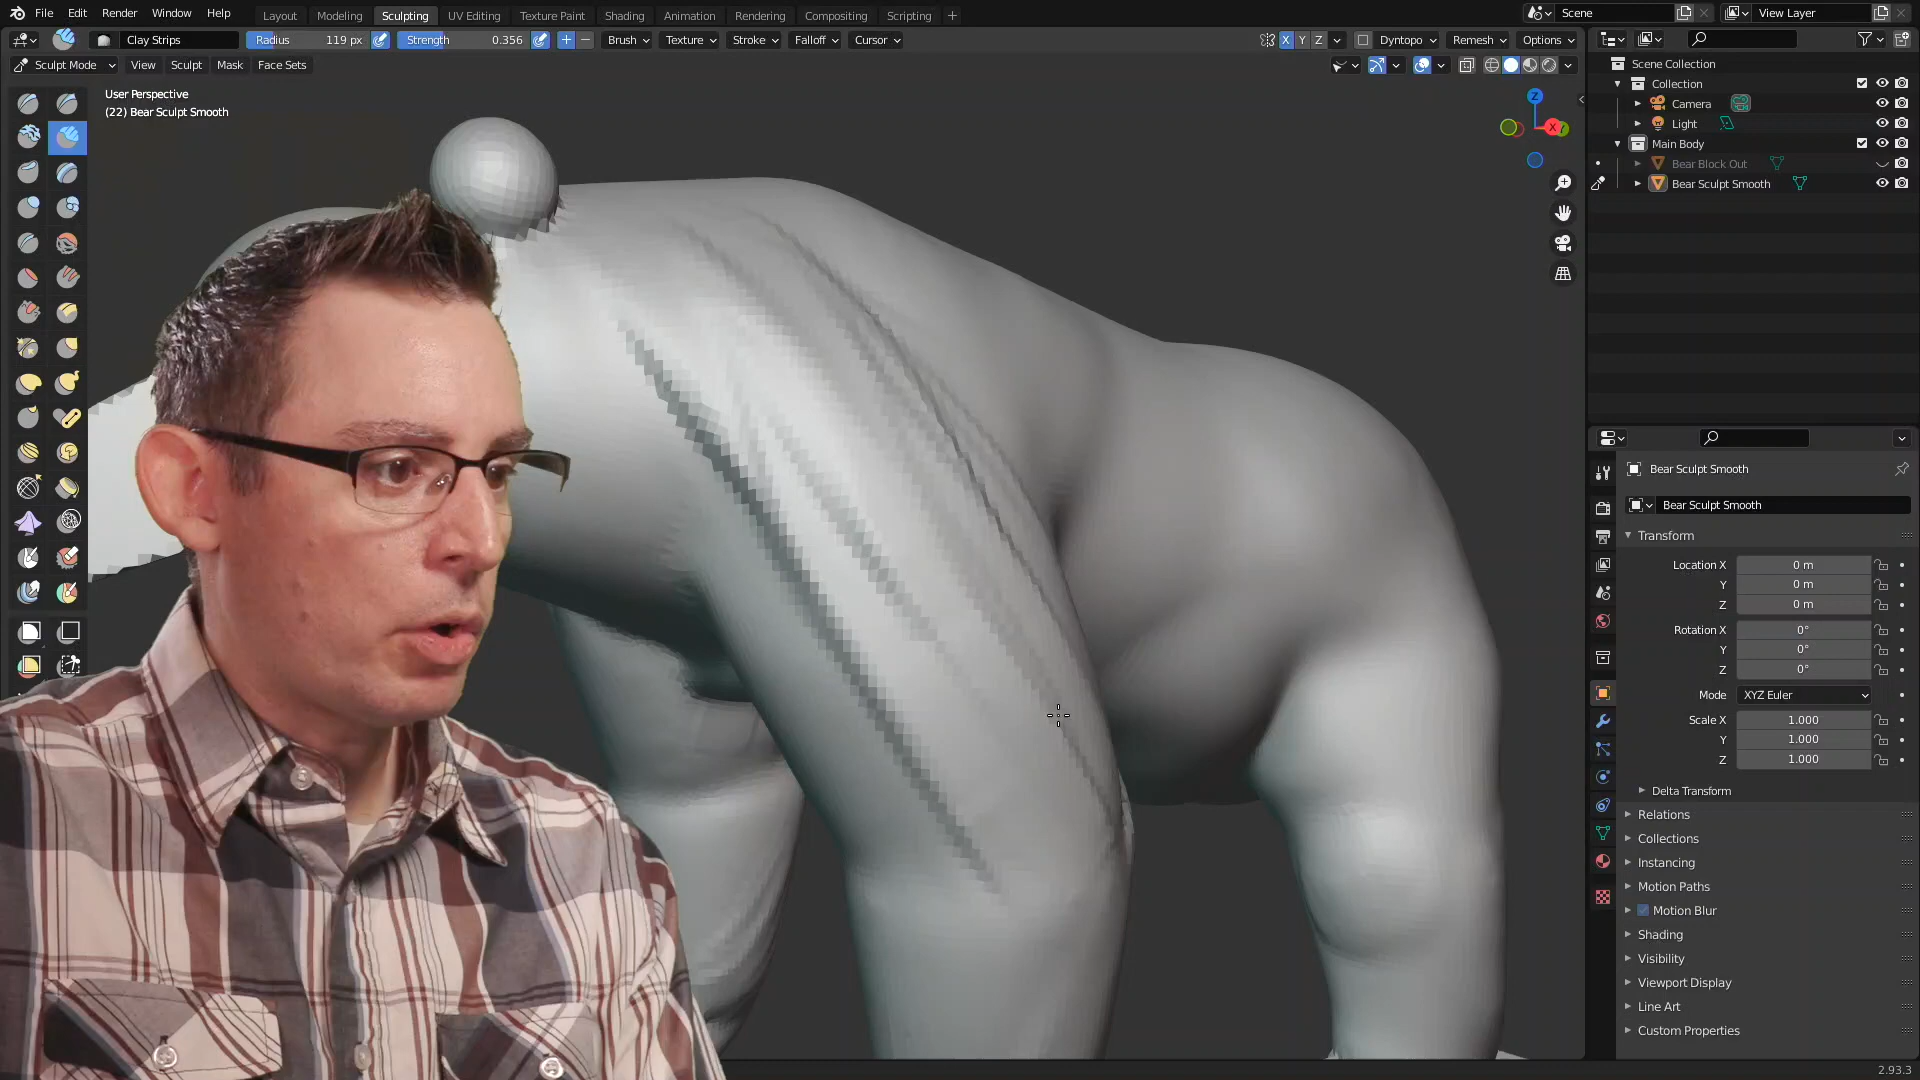 File Edit Render Window Help Layout Modeling Sculpting UV Editing Texture Paint Shading Animation Rendering Compositing Scripting + Scene View Layer
Clay Strips Radius 119 px Strength 0.356 Brush Texture Stroke Falloff Cursor X Y Z Dyntopo Remesh Options
Sculpt Mode View Sculpt Mask Face Sets
User Perspective
(22) Bear Sculpt Smooth
Z
X
Scene Collection
Collection
Camera
Light
Main Body
Bear Block Out
Bear Sculpt Smooth
Bear Sculpt Smooth
Bear Sculpt Smooth
Transform
Location X 0 m
Y 0 m
Z 0 m
Rotation X 0°
Y 0°
Z 0°
Mode XYZ Euler
Scale X 1.000
Y 1.000
Z 1.000
Delta Transform
Relations
Collections
Instancing
Motion Paths
Motion Blur
Shading
Visibility
Viewport Display
Line Art
Custom Properties
2.93.3